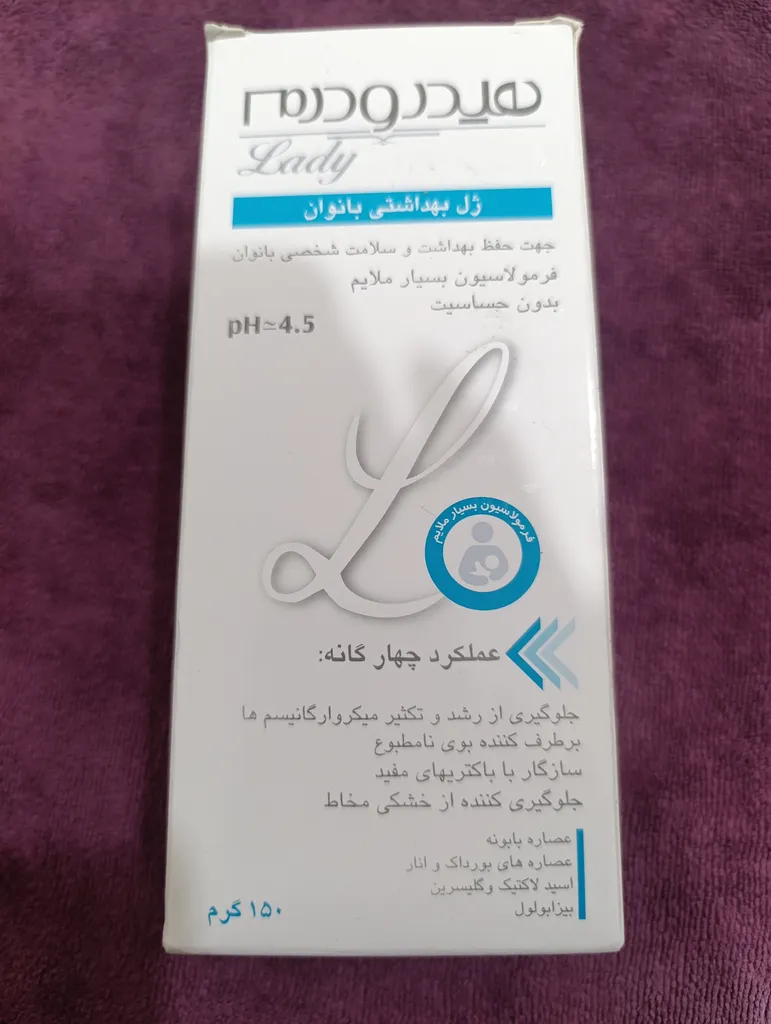 هیدرودرم
Lady
ژل بهداشتی بانوان
جهت حفظ بهداشت و سلامت شخصی بانوان
فرمولاسیون بسیار ملایم
بدون حساسیت
pH≃4.5
فرمولاسیون بسیار ملایم
عملکرد چهار گانه:
جلوگیری از رشد و تکثیر میکروارگانیسم ها
برطرف کننده بوی نامطبوع
سازگار با باکتریهای مفید
جلوگیری کننده از خشکی مخاط
عصاره بابونه
عصاره های بورداک و انار
اسید لاکتیک وگلیسرین
بیزابولول
۱۵۰ گرم